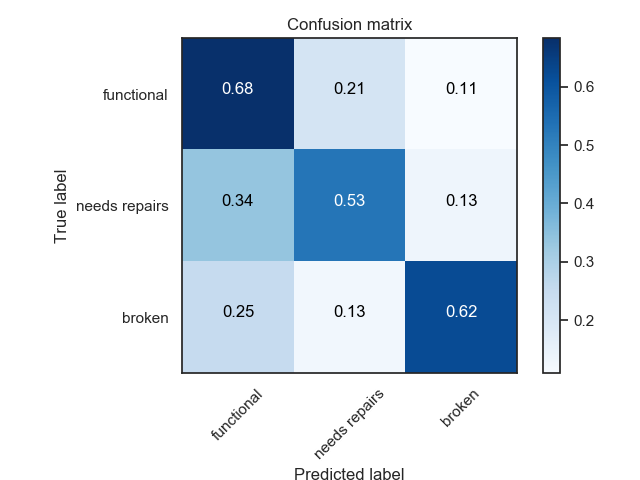 Confusion matrix
True label
functional
needs repairs
broken
0.68 0.21 0.11
0.34 0.53 0.13
0.25 0.13 0.62
functional
needs repairs
broken
Predicted label
0.6
0.5
0.4
0.3
0.2